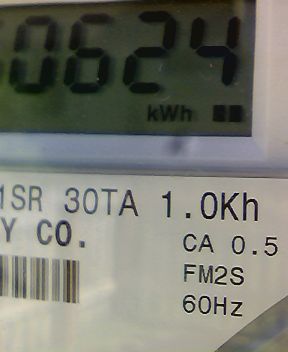 0624
kWh
1SR 30TA 1.0Kh
Y CO.
CA 0.5
FM2S
60Hz